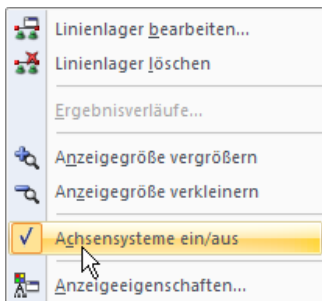 Linienlager bearbeiten...
Linienlager löschen
Ergebnisverläufe...
Anzeigegröße vergrößern
Anzeigegröße verkleinern
Achsensysteme ein/aus
Anzeigeeigenschaften...